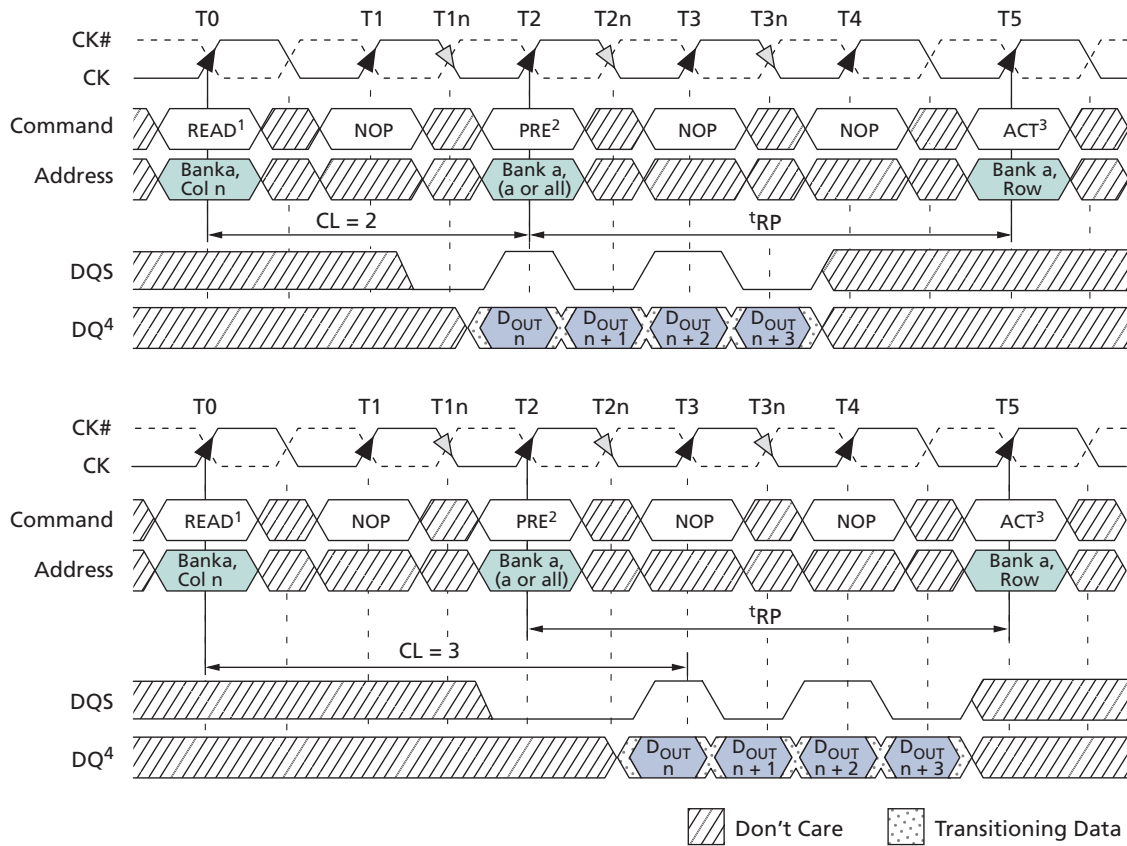 T0 T1 T1n T2 T2n T3 T3n T4 T5
CK#
CK
Command READ¹ NOP PRE² NOP NOP ACT³
Address Banka, Bank a, Bank a,
Col n (a or all) Row
CL = 2 ᵗRP
DQS
DQ⁴ DOUT DOUT DOUT DOUT
n n + 1 n + 2 n + 3
T0 T1 T1n T2 T2n T3 T3n T4 T5
CK#
CK
Command READ¹ NOP PRE² NOP NOP ACT³
Address Banka, Bank a, Bank a,
Col n (a or all) Row
ᵗRP
CL = 3
DQS
DQ⁴ DOUT DOUT DOUT DOUT
n n + 1 n + 2 n + 3
Don't Care Transitioning Data